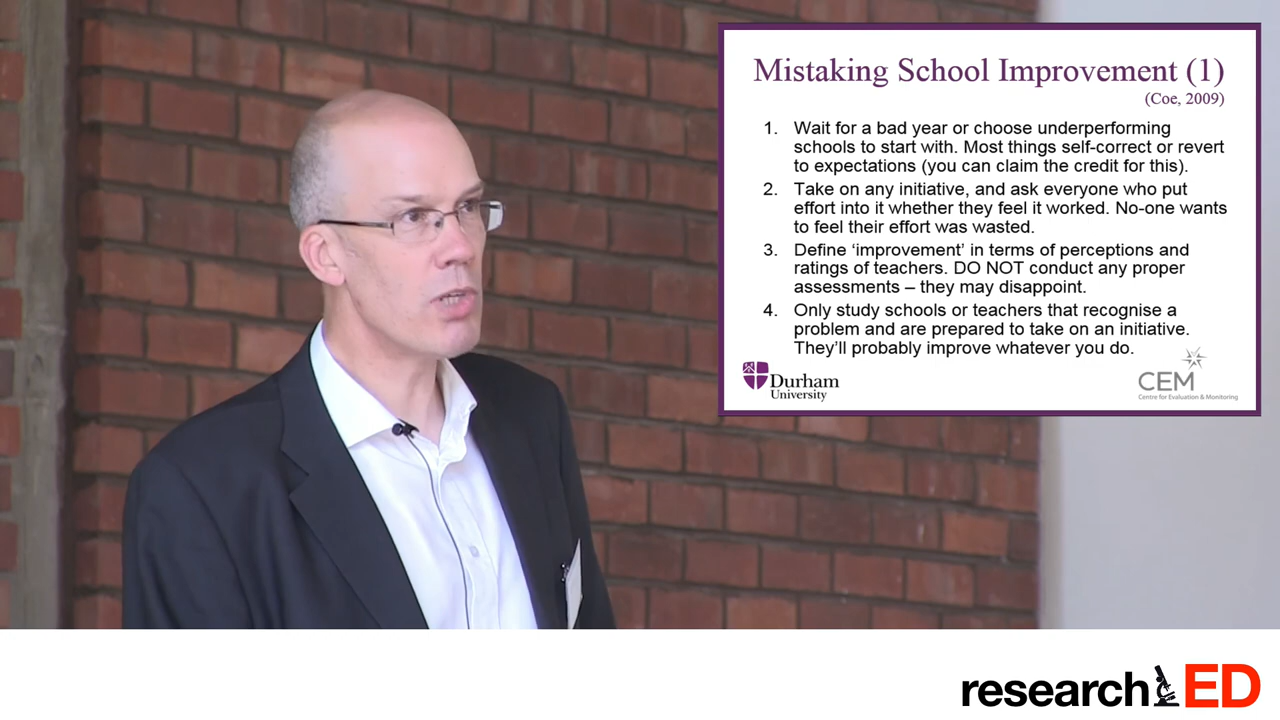 Mistaking School Improvement (1)
(Coe, 2009)
1. Wait for a bad year or choose underperforming
schools to start with. Most things self-correct or revert
to expectations (you can claim the credit for this).
2. Take on any initiative, and ask everyone who put
effort into it whether they feel it worked. No-one wants
to feel their effort was wasted.
3. Define ‘improvement’ in terms of perceptions and
ratings of teachers. DO NOT conduct any proper
assessments – they may disappoint.
4. Only study schools or teachers that recognise a
problem and are prepared to take on an initiative.
They’ll probably improve whatever you do.
Durham
University
CEM
Centre for Evaluation & Monitoring
researchED